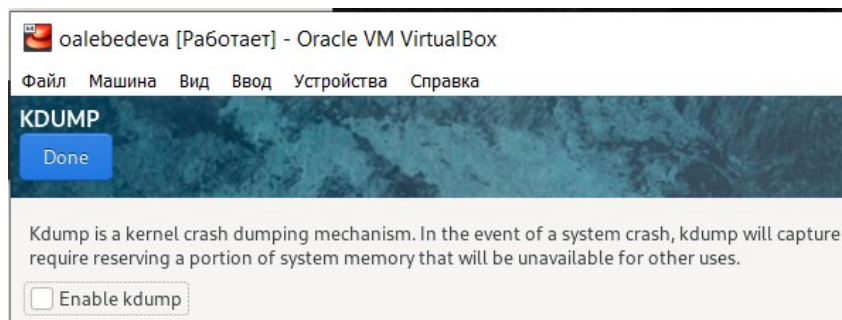 oalebedeva [Работает] - Oracle VM VirtualBox
Файл Машина Вид Ввод Устройства Справка
KDUMP
Done
Kdump is a kernel crash dumping mechanism. In the event of a system crash, kdump will capture
require reserving a portion of system memory that will be unavailable for other uses.
Enable kdump